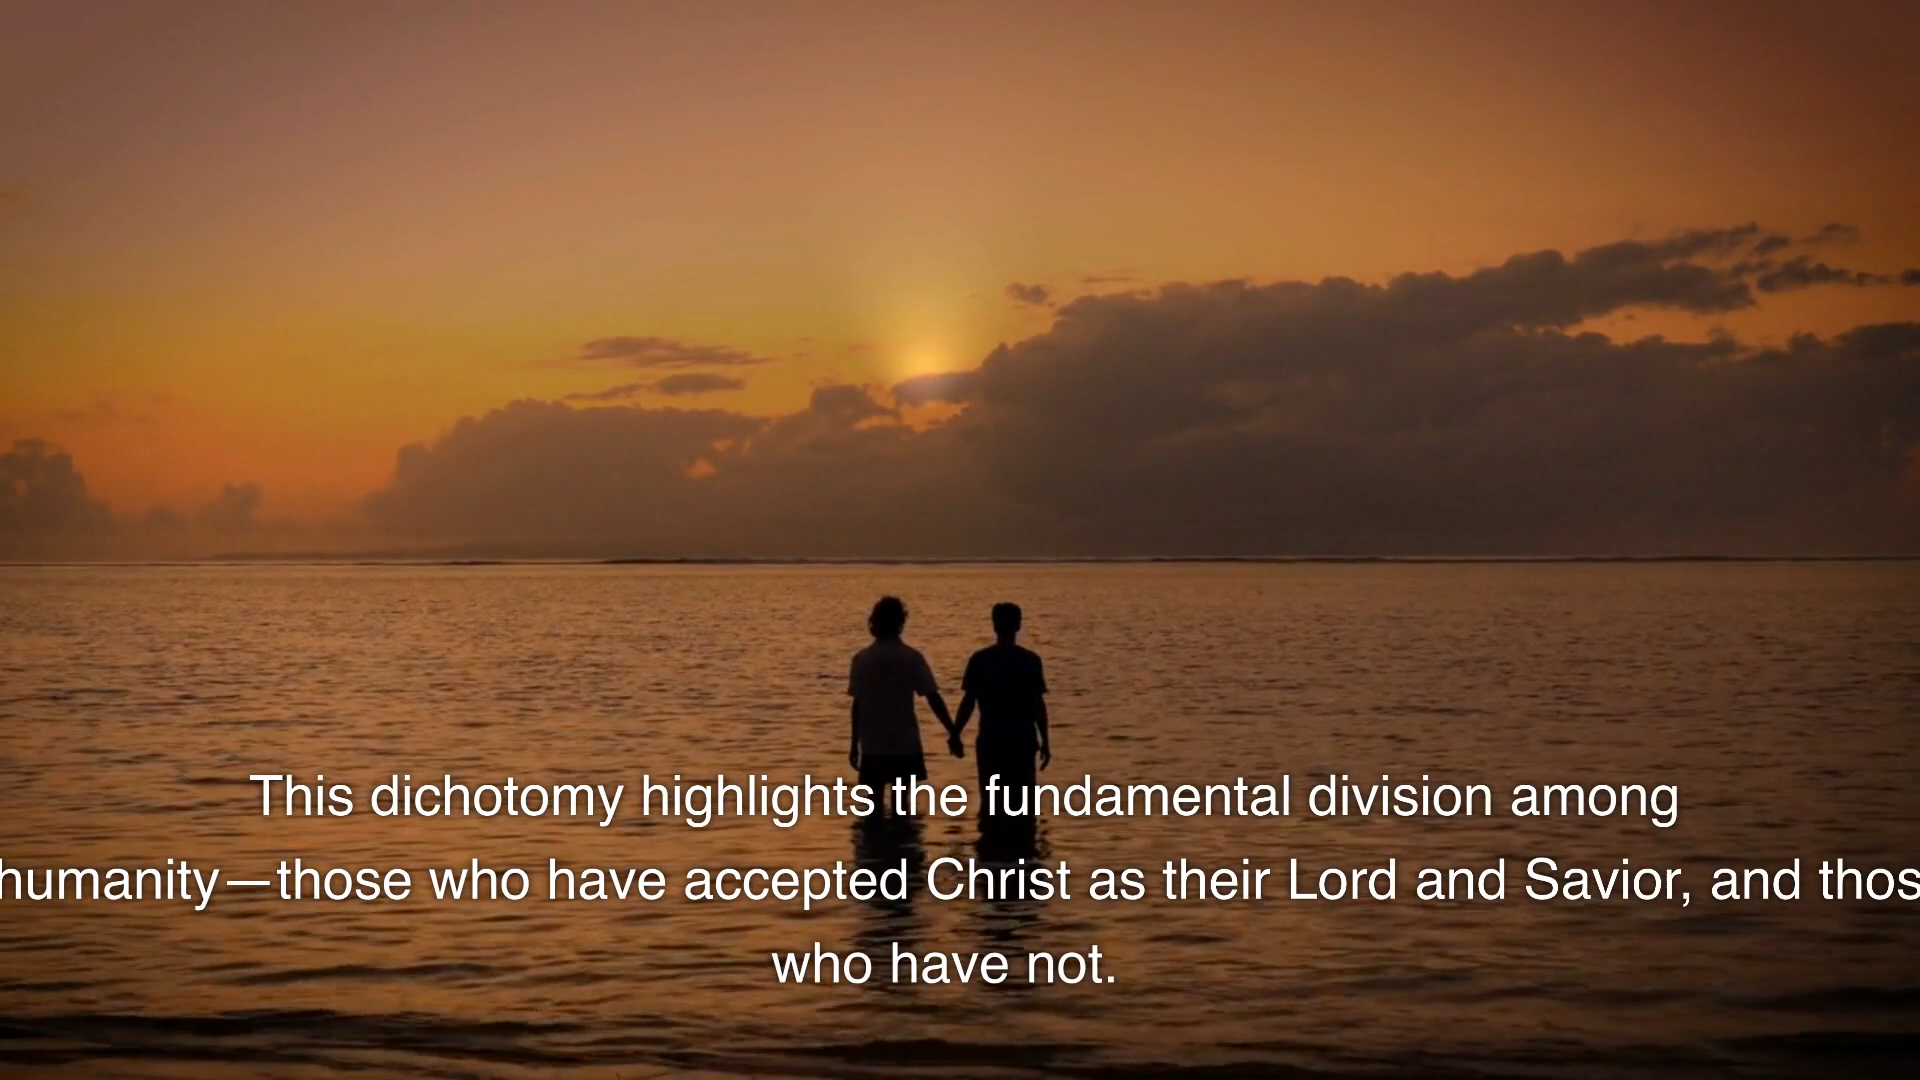 This dichotomy highlights the fundamental division among
humanity—those who have accepted Christ as their Lord and Savior, and thos
who have not.